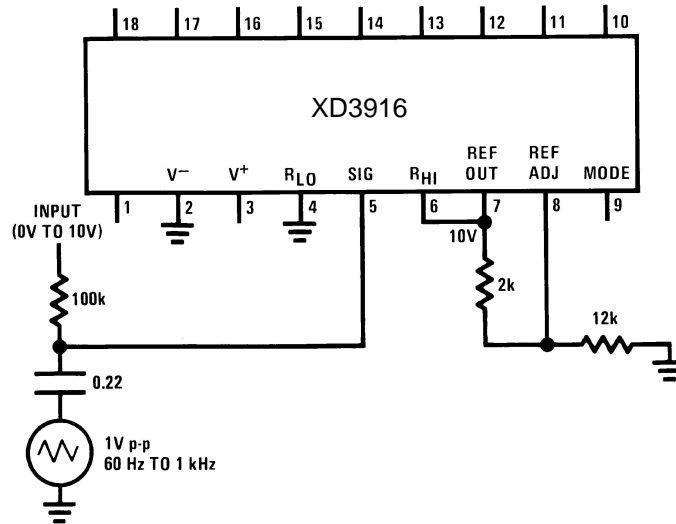 18 17 16 15 14 13 12 11 10
XD3916
V− V+ RLO SIG RHI REF OUT REF ADJ MODE
1 2 3 4 5 6 7 8 9
INPUT
(0V TO 10V)
10V
100k
2k
12k
0.22
1V p-p
60 Hz TO 1 kHz